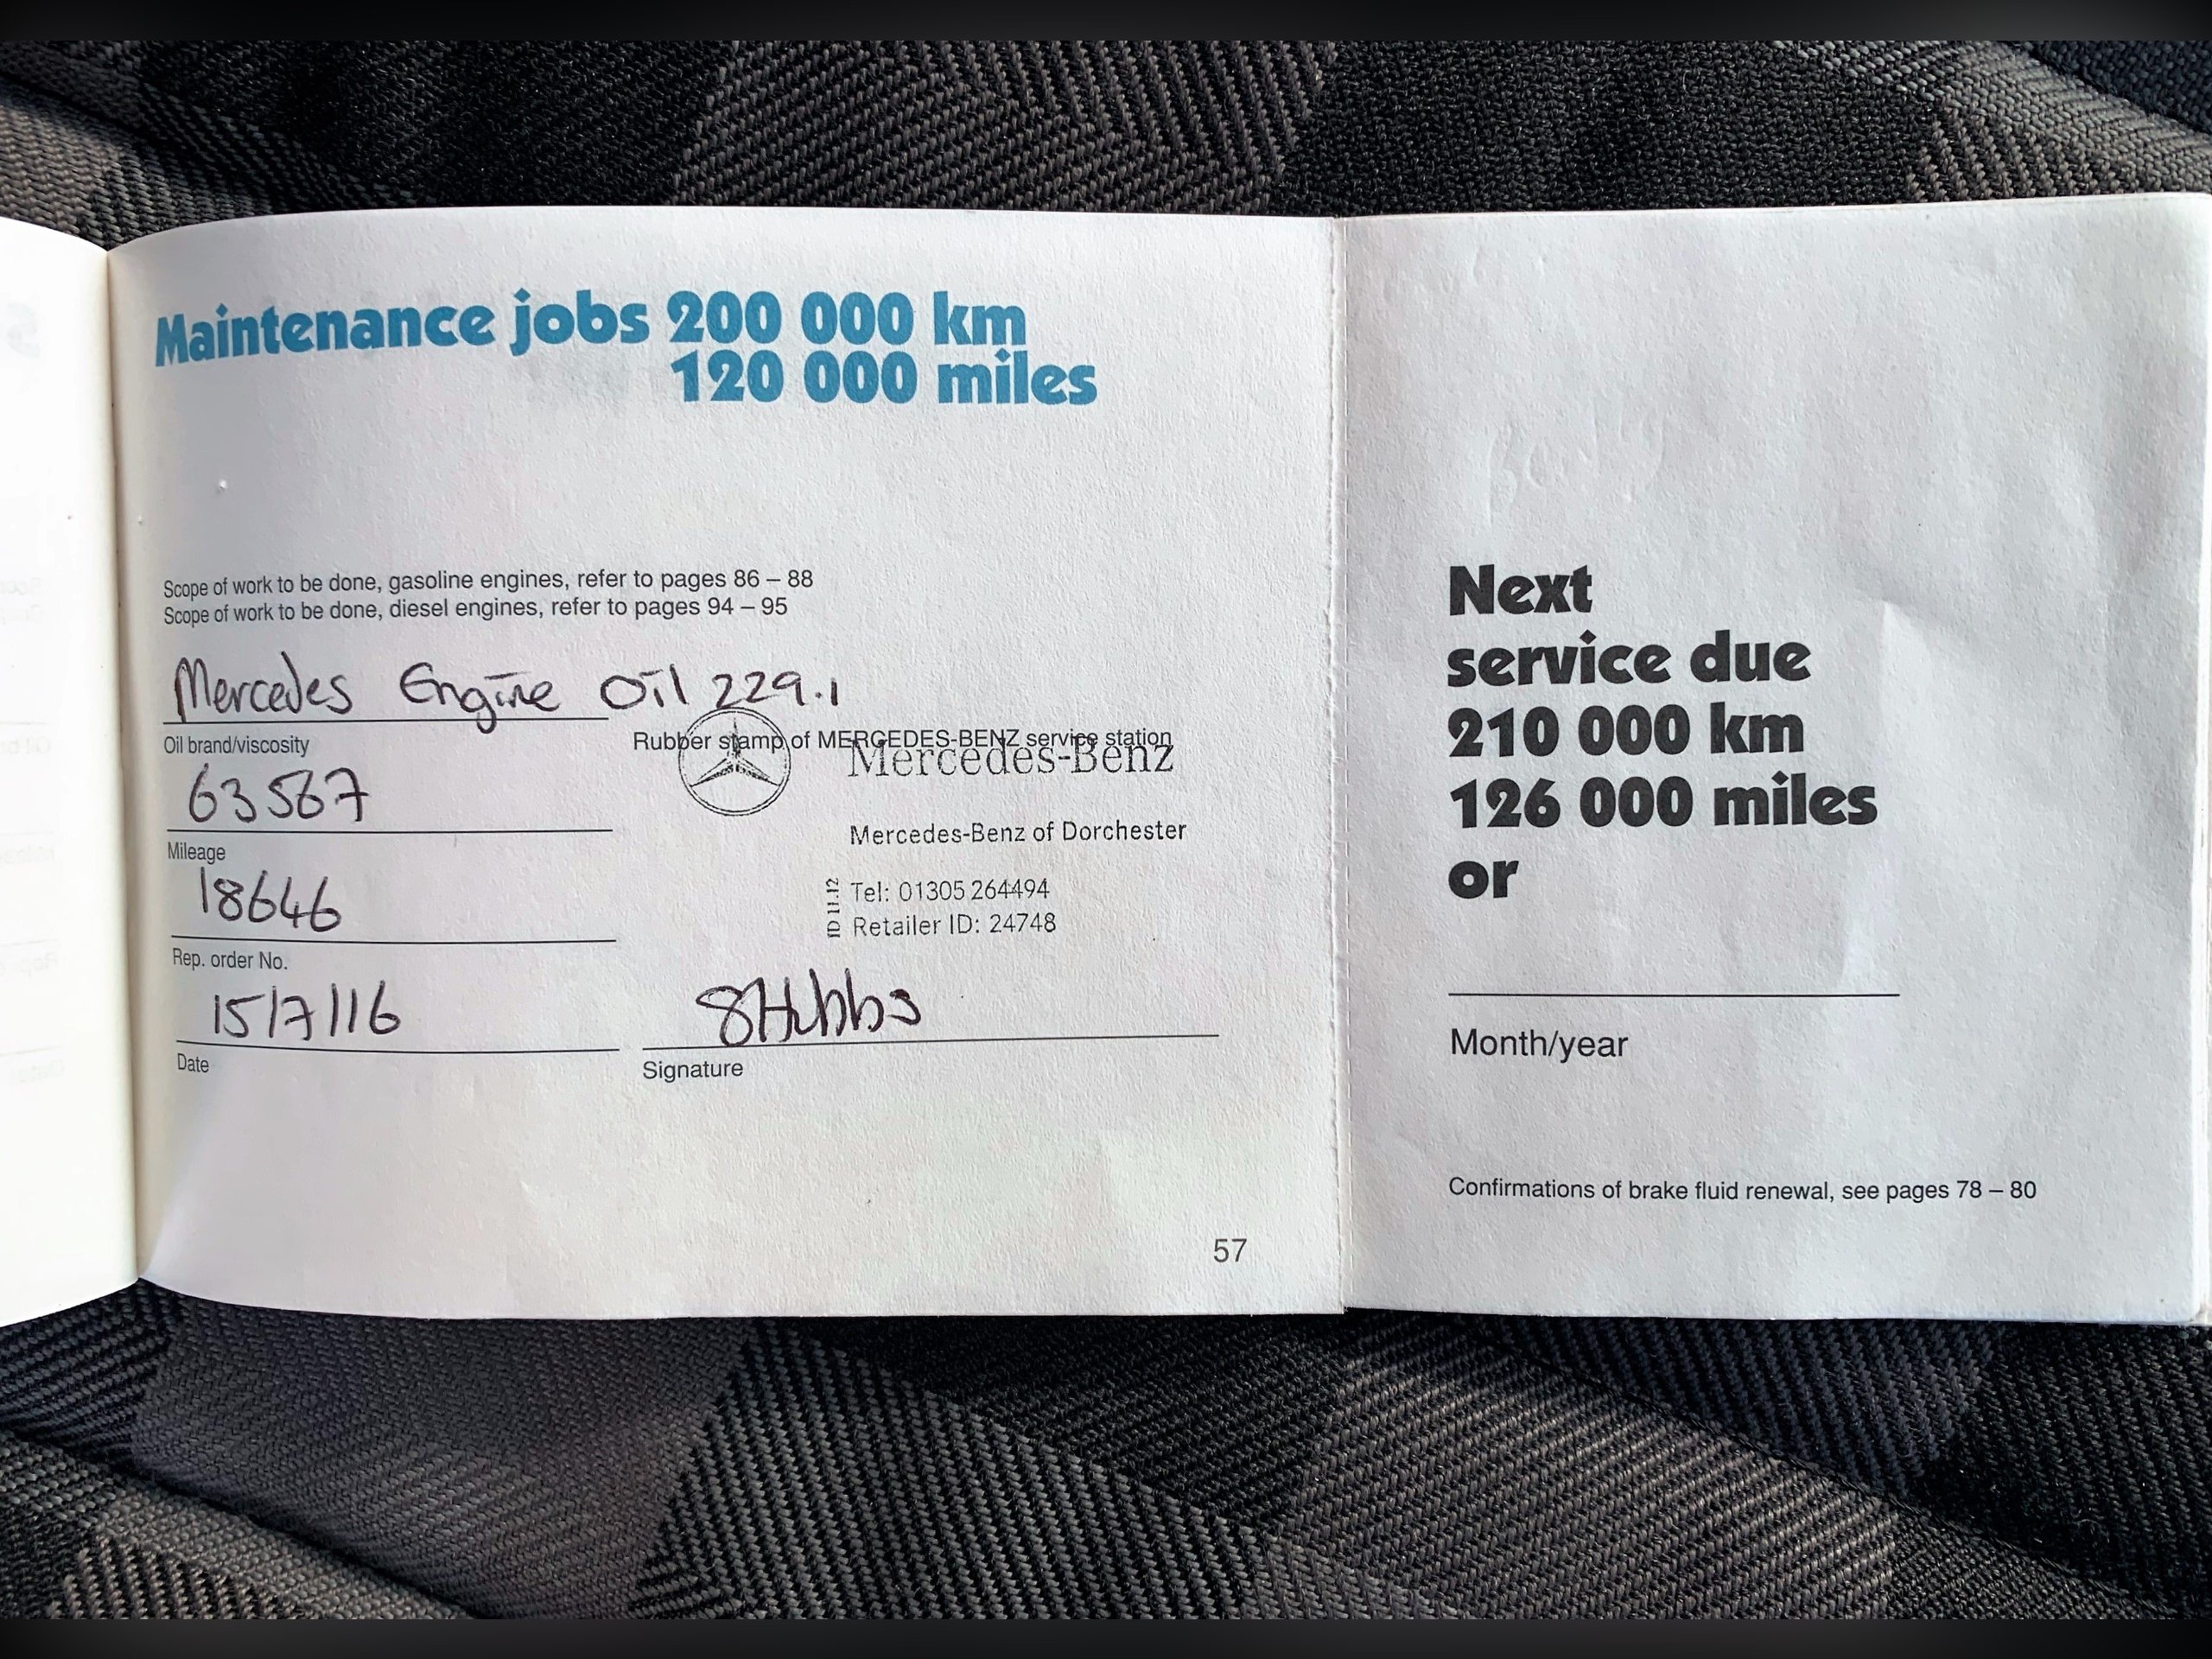 Maintenance jobs 200 000 km
120 000 miles
Scope of work to be done, gasoline engines, refer to pages 86 – 88
Scope of work to be done, diesel engines, refer to pages 94 – 95
Mercedes Engine Oil 229.1
Oil brand/viscosity
Rubber stamp of MERCEDES-BENZ service station
Mercedes-Benz
63567
Mileage
Mercedes-Benz of Dorchester
18646
ID 11.12
Tel: 01305 264494
Retailer ID: 24748
Rep. order No.
15/7/16
Date
Signature
57
Next
service due
210 000 km
126 000 miles
or
Month/year
Confirmations of brake fluid renewal, see pages 78 – 80